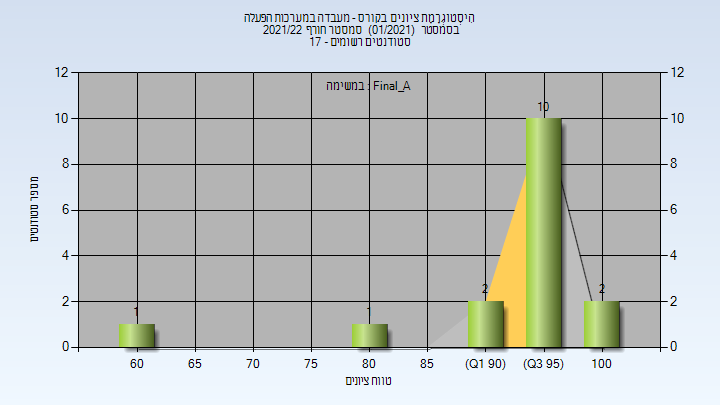 היסטוגרמת ציונים בקורס - מעבדה במערכות הפעלה
בסמסטר (01/2021) סמסטר חורף 2021/22
סטודנטים רשומים - 17
במשימה : Final_A
מספר סטודנטים
12
10
8
6
4
2
0
12
10
8
6
4
2
0
1
1
2
10
2
60 65 70 75 80 85 (Q1 90) (Q3 95) 100
טווח ציונים